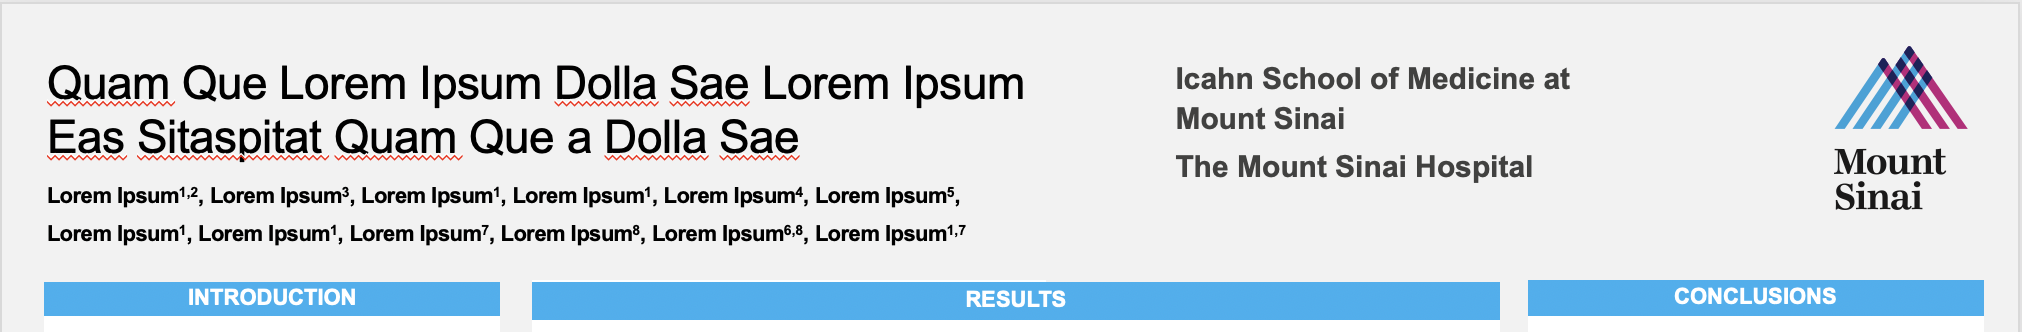 Quam Que Lorem Ipsum Dolla Sae Lorem Ipsum
Eas Sitaspitat Quam Que a Dolla Sae
Lorem Ipsum¹,², Lorem Ipsum³, Lorem Ipsum¹, Lorem Ipsum¹, Lorem Ipsum⁴, Lorem Ipsum⁵,
Lorem Ipsum¹, Lorem Ipsum¹, Lorem Ipsum⁷, Lorem Ipsum⁸, Lorem Ipsum⁶,⁸, Lorem Ipsum¹,⁷
Icahn School of Medicine at
Mount Sinai
The Mount Sinai Hospital
Mount
Sinai
INTRODUCTION
RESULTS
CONCLUSIONS